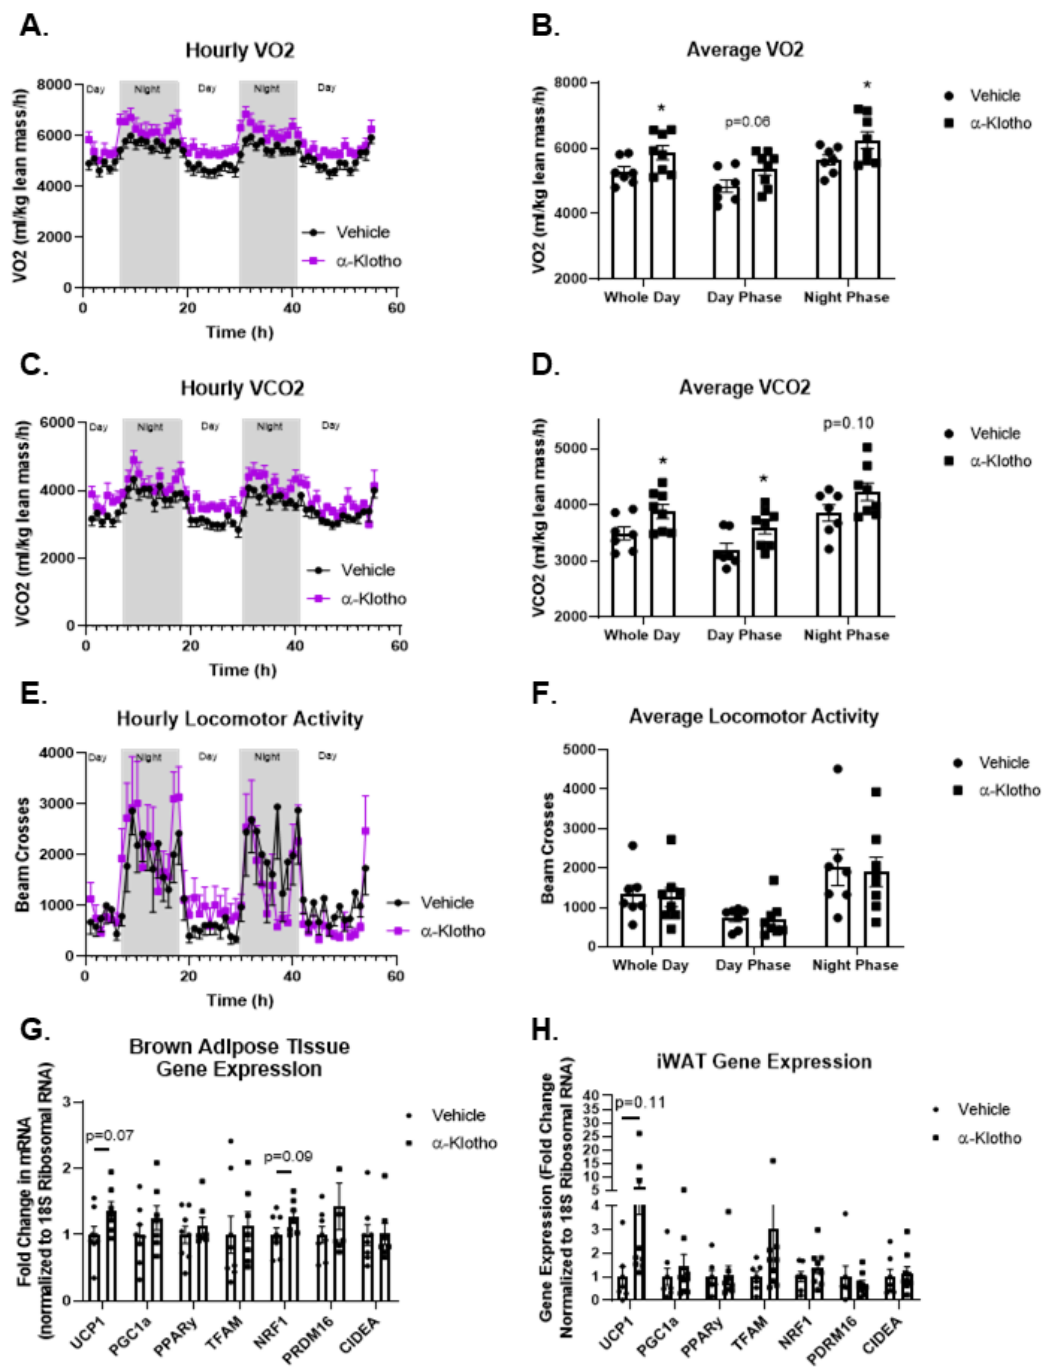 A.
Hourly VO2
VO2 (ml/kg lean mass/h)
8000
6000
4000
2000
0
Day
Night
Day
Night
Day
Vehicle
α-Klotho
0
20
40
60
Time (h)
B.
Average VO2
VO2 (ml/kg lean mass/h)
8000
6000
4000
2000
*
p=0.06
*
Vehicle
α-Klotho
Whole Day
Day Phase
Night Phase
C.
Hourly VCO2
VCO2 (ml/kg lean mass/h)
6000
4000
2000
0
Day
Night
Day
Night
Day
Vehicle
α-Klotho
0
20
40
60
Time (h)
D.
Average VCO2
VCO2 (ml/kg lean mass/h)
5000
4000
3000
2000
*
*
p=0.10
Vehicle
α-Klotho
Whole Day
Day Phase
Night Phase
E.
Hourly Locomotor Activity
Beam Crosses
4000
3000
2000
1000
0
Day
Night
Day
Night
Day
Vehicle
α-Klotho
0
20
40
60
Time (h)
F.
Average Locomotor Activity
Beam Crosses
5000
4000
3000
2000
1000
0
Vehicle
α-Klotho
Whole Day
Day Phase
Night Phase
G.
Brown Adipose Tissue
Gene Expression
Fold Change in mRNA
(normalized to 18S Ribosomal RNA)
3
2
1
0
p=0.07
p=0.09
Vehicle
α-Klotho
UCP1
PGC1a
PPARy
TFAM
NRF1
PRDM16
CIDEA
H.
iWAT Gene Expression
Gene Expression (Fold Change
Normalized to 18S Ribosomal RNA)
40
35
30
25
20
15
10
5
4
3
2
1
0
p=0.11
Vehicle
α-Klotho
UCP1
PGC1a
PPARy
TFAM
NRF1
PDRM16
CIDEA